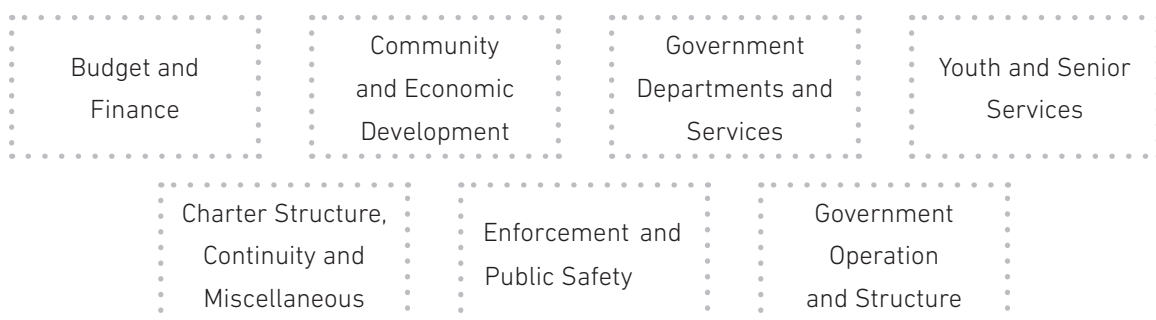 Budget and
Finance
Community
and Economic
Development
Government
Departments and
Services
Youth and Senior
Services
Charter Structure,
Continuity and
Miscellaneous
Enforcement and
Public Safety
Government
Operation
and Structure